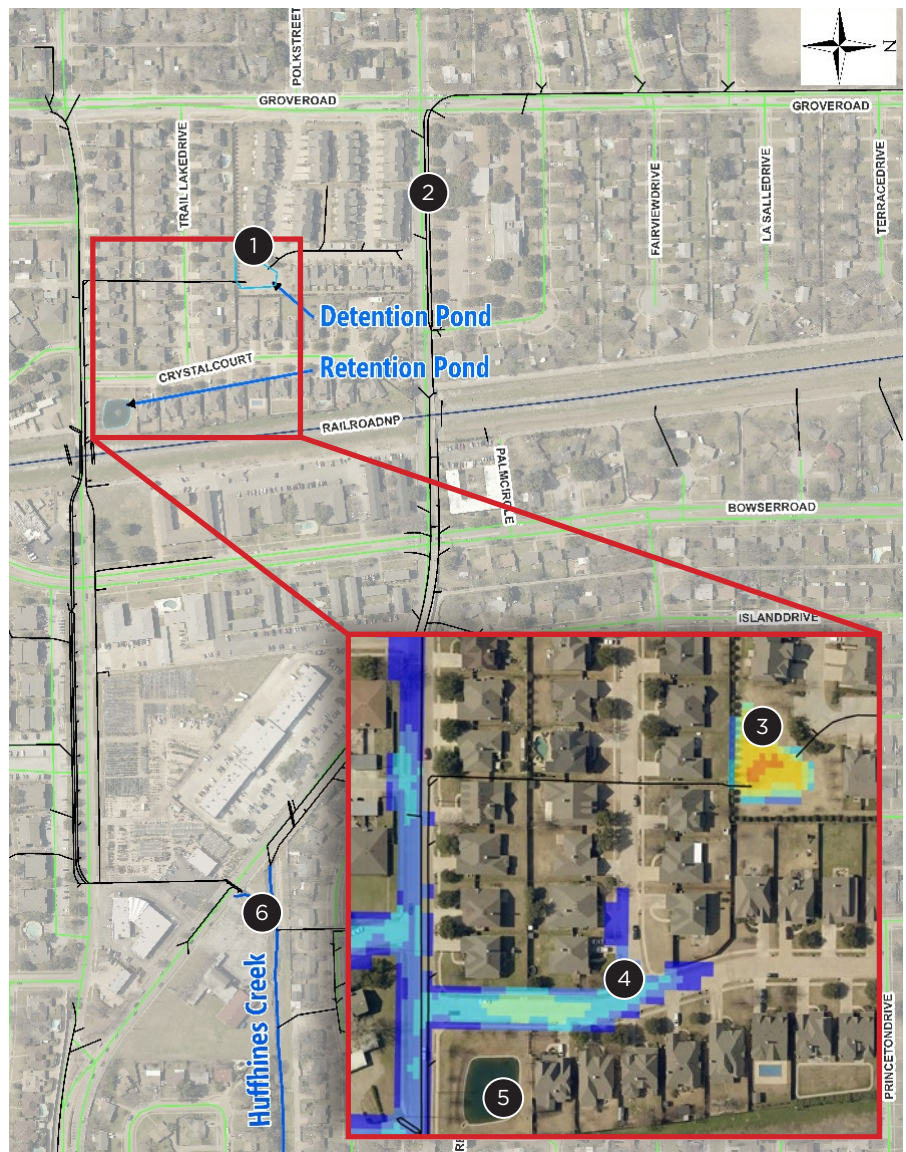 N
POLKSTREET
GROVEROAD
GROVEROAD
TRAIL LAKEDRIVE
2
FAIRVIEWDRIVE
LA SALLEDRIVE
TERRACEDRIVE
1
Detention Pond
CRYSTALCOURT
Retention Pond
RAILROADNP
PALMCIRCLE
BOWSERROAD
ISLANDDRIVE
3
6
4
Huffhines Creek
5
PRINCETONDRIVE